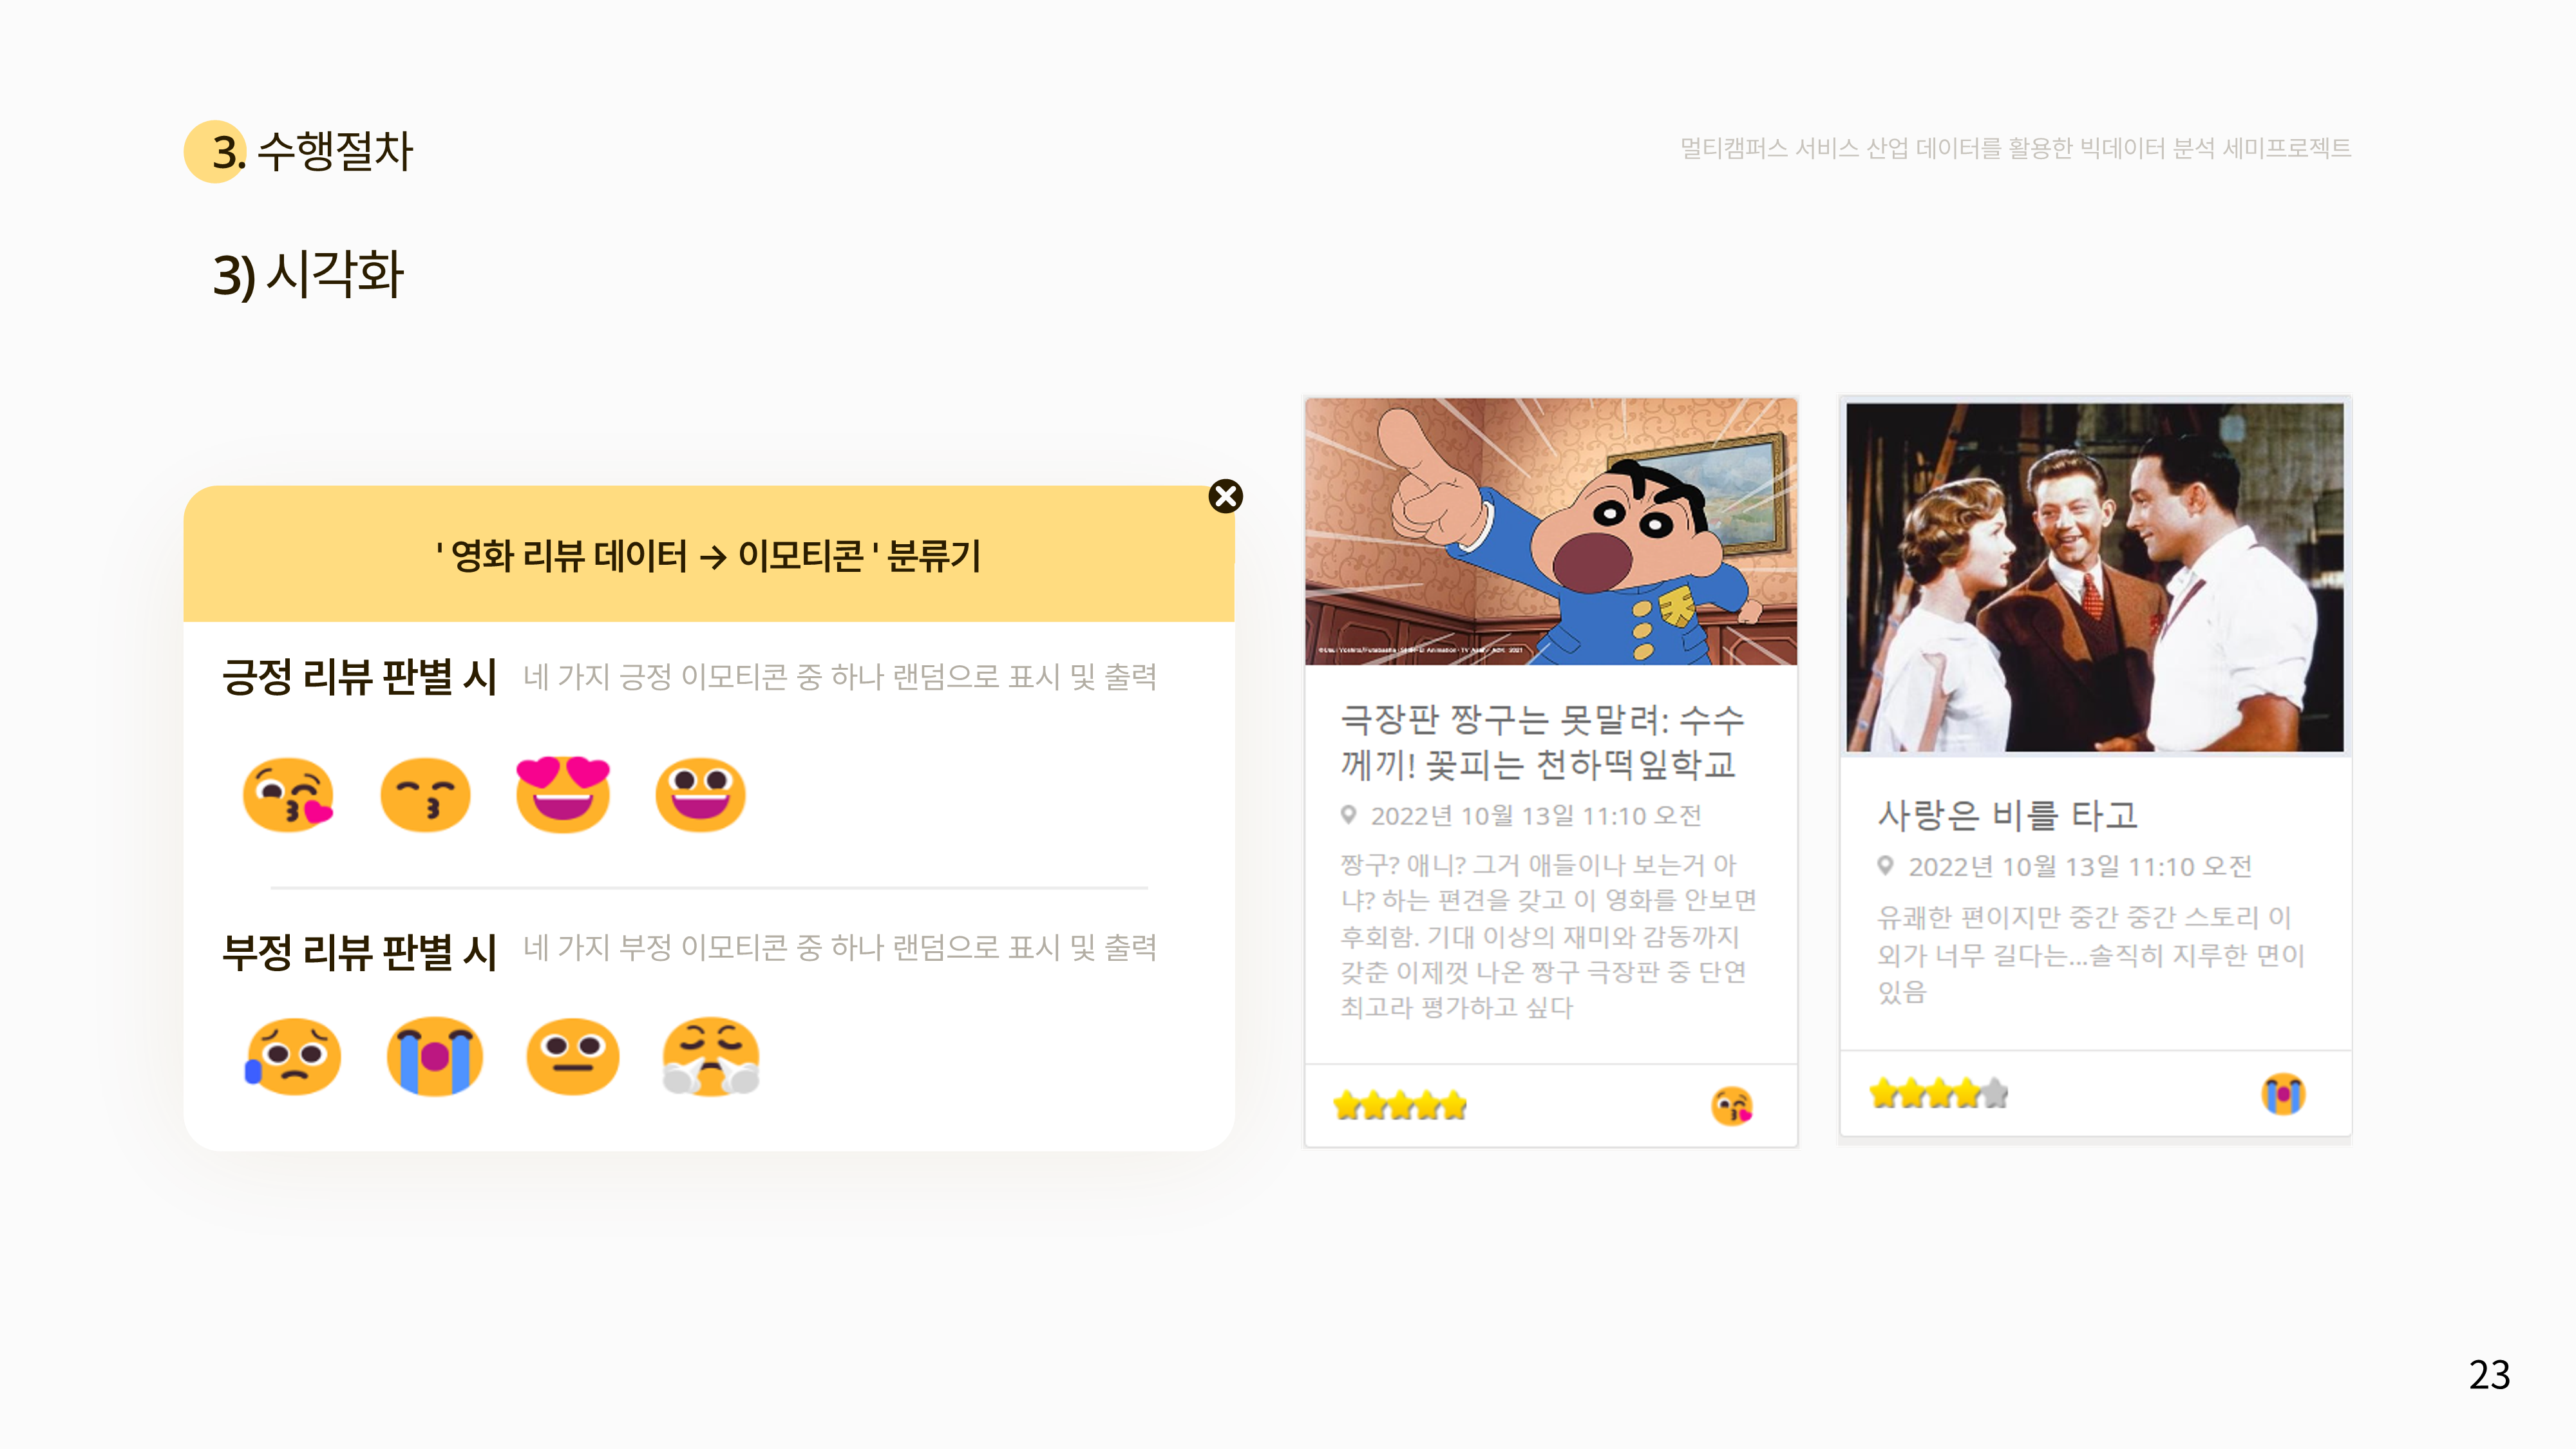 3. 수행절차
멀티캠퍼스 서비스 산업 데이터를 활용한 빅데이터 분석 세미프로젝트
3) 시각화
' 영화 리뷰 데이터 → 이모티콘 ' 분류기
긍정 리뷰 판별 시 네 가지 긍정 이모티콘 중 하나 랜덤으로 표시 및 출력
부정 리뷰 판별 시 네 가지 부정 이모티콘 중 하나 랜덤으로 표시 및 출력
극장판 짱구는 못말려: 수수
께끼! 꽃피는 천하떡잎학교
2022년 10월 13일 11:10 오전
짱구? 애니? 그거 애들이나 보는거 아
냐? 하는 편견을 갖고 이 영화를 안보면
후회함. 기대 이상의 재미와 감동까지
갖춘 이제껏 나온 짱구 극장판 중 단연
최고라 평가하고 싶다
사랑은 비를 타고
2022년 10월 13일 11:10 오전
유쾌한 편이지만 중간 중간 스토리 이
외가 너무 길다는...솔직히 지루한 면이
있음
23